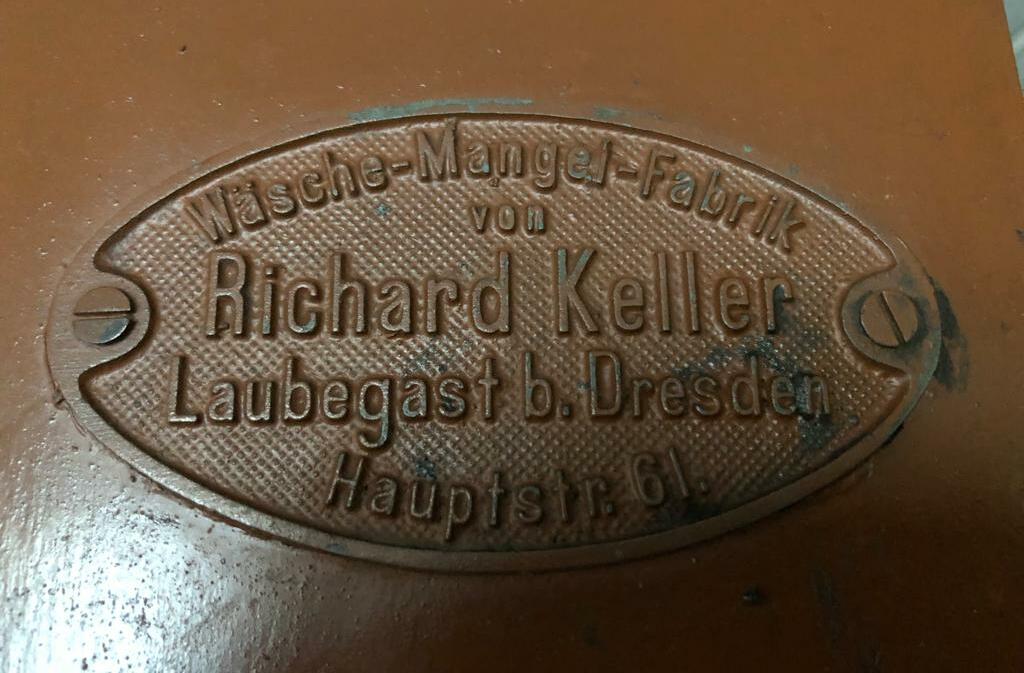 Wäsche-Mangel-Fabrik
von
Richard Keller
Laubegast b. Dresden
Hauptstr. 61.